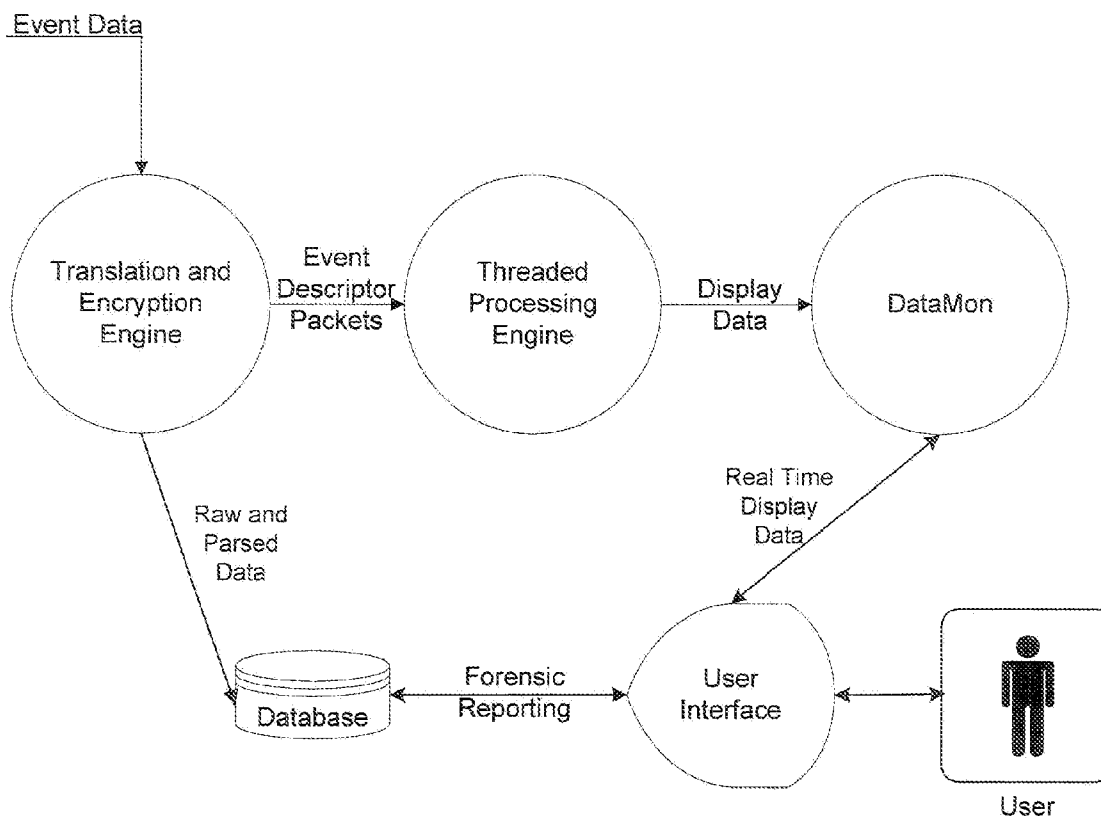 Event Data
Translation and
Encryption
Engine
Event
Descriptor
Packets
Threaded
Processing
Engine
Display
Data
DataMon
Raw and
Parsed
Data
Real Time
Display
Data
Database
Forensic
Reporting
User
Interface
User